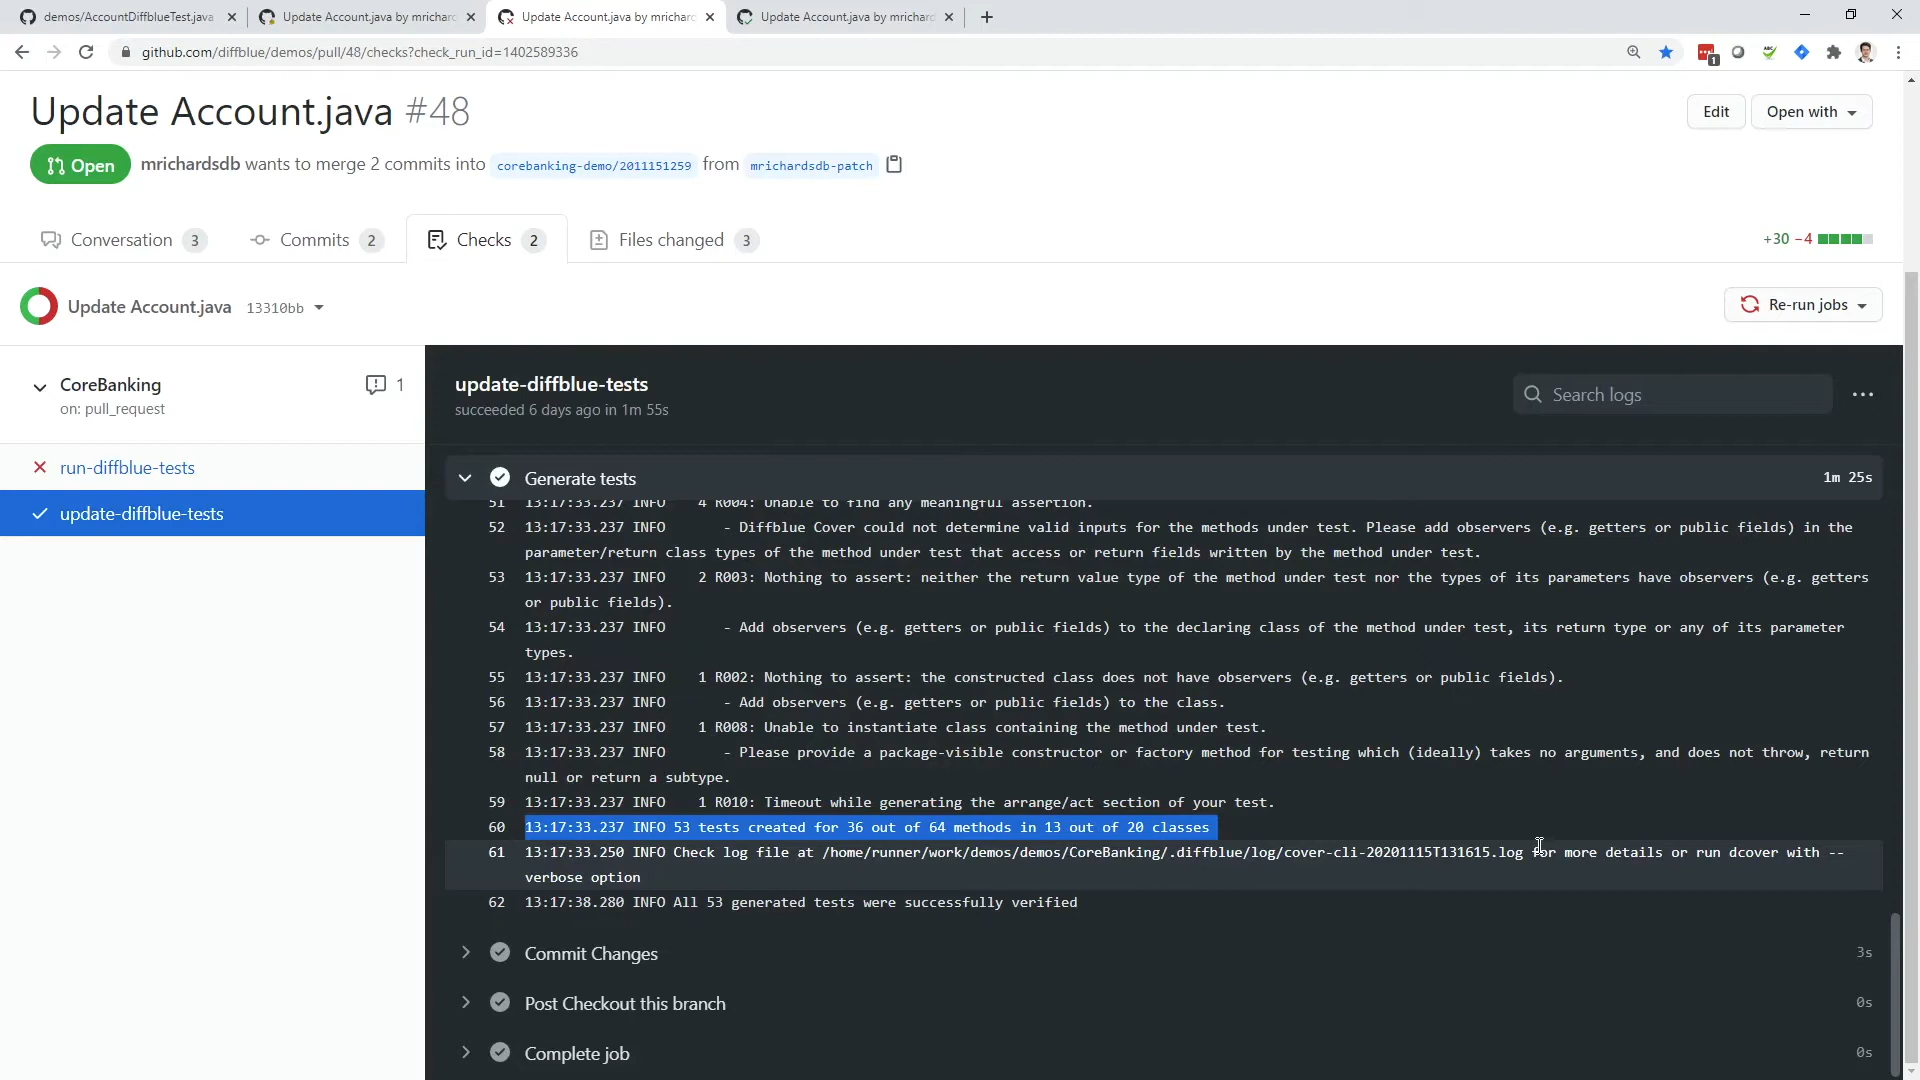 demos/AccountDiffblueTest.java
Update Account.java by mrichard
Update Account.java by mrichard
Update Account.java by mrichard
github.com/diffblue/demos/pull/48/checks?check_run_id=1402589336
1
Update Account.java #48
Edit
Open with
Open
mrichardsdb wants to merge 2 commits into corebanking-demo/2011151259 from mrichardsdb-patch
Conversation 3
Commits 2
Checks 2
Files changed 3
+30 −4
Update Account.java 13310bb
Re-run jobs
CoreBanking
1
on: pull_request
run-diffblue-tests
update-diffblue-tests
update-diffblue-tests
succeeded 6 days ago in 1m 55s
Search logs
Generate tests
1m 25s
51 13:17:33.237 INFO 4 R004: Unable to find any meaningful assertion.
52 13:17:33.237 INFO - Diffblue Cover could not determine valid inputs for the methods under test. Please add observers (e.g. getters or public fields) in the
parameter/return class types of the method under test that access or return fields written by the method under test.
53 13:17:33.237 INFO 2 R003: Nothing to assert: neither the return value type of the method under test nor the types of its parameters have observers (e.g. getters
or public fields).
54 13:17:33.237 INFO - Add observers (e.g. getters or public fields) to the declaring class of the method under test, its return type or any of its parameter
types.
55 13:17:33.237 INFO 1 R002: Nothing to assert: the constructed class does not have observers (e.g. getters or public fields).
56 13:17:33.237 INFO - Add observers (e.g. getters or public fields) to the class.
57 13:17:33.237 INFO 1 R008: Unable to instantiate class containing the method under test.
58 13:17:33.237 INFO - Please provide a package-visible constructor or factory method for testing which (ideally) takes no arguments, and does not throw, return
null or return a subtype.
59 13:17:33.237 INFO 1 R010: Timeout while generating the arrange/act section of your test.
60 13:17:33.237 INFO 53 tests created for 36 out of 64 methods in 13 out of 20 classes
61 13:17:33.250 INFO Check log file at /home/runner/work/demos/demos/CoreBanking/.diffblue/log/cover-cli-20201115T131615.log for more details or run dcover with --
verbose option
62 13:17:38.280 INFO All 53 generated tests were successfully verified
Commit Changes
3s
Post Checkout this branch
0s
Complete job
0s